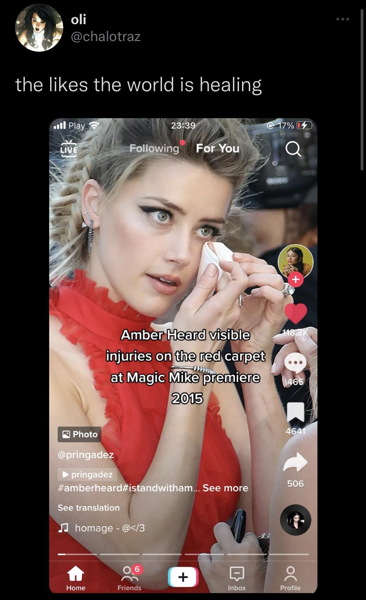 oli
@chalotraz
the likes the world is healing
Play 23:39 17%
LIVE
Following For You
Amber Heard visible
injuries on the red carpet
at Magic Mike premiere
2015
465
4641
506
Photo
@pringadez
pringadez
#amberheard#istandwitham... See more
See translation
homage - @</3
6
Home Friends Inbox Profile